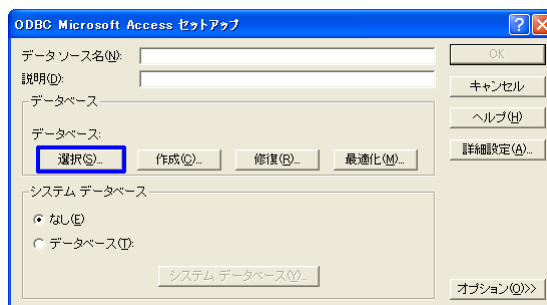 ODBC Microsoft Access セットアップ
データ ソース名(N):
OK
説明(D):
キャンセル
データベース
ヘルプ(H)
データベース:
詳細設定(A)...
選択(S)...
作成(C)...
修復(R)...
最適化(M)...
システム データベース
なし(E)
データベース(T):
システム データベース(Y)...
オプション(O)>>